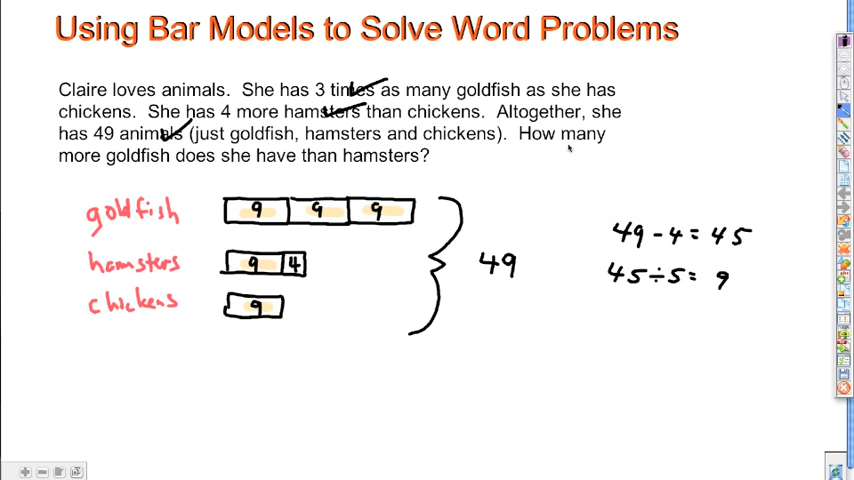 Using Bar Models to Solve Word Problems
Claire loves animals. She has 3 times as many goldfish as she has
chickens. She has 4 more hamsters than chickens. Altogether, she
has 49 animals (just goldfish, hamsters and chickens). How many
more goldfish does she have than hamsters?
goldfish 9 9 9
49 - 4 = 45
hamsters 9 4
49
45 ÷ 5 = 9
chickens 9